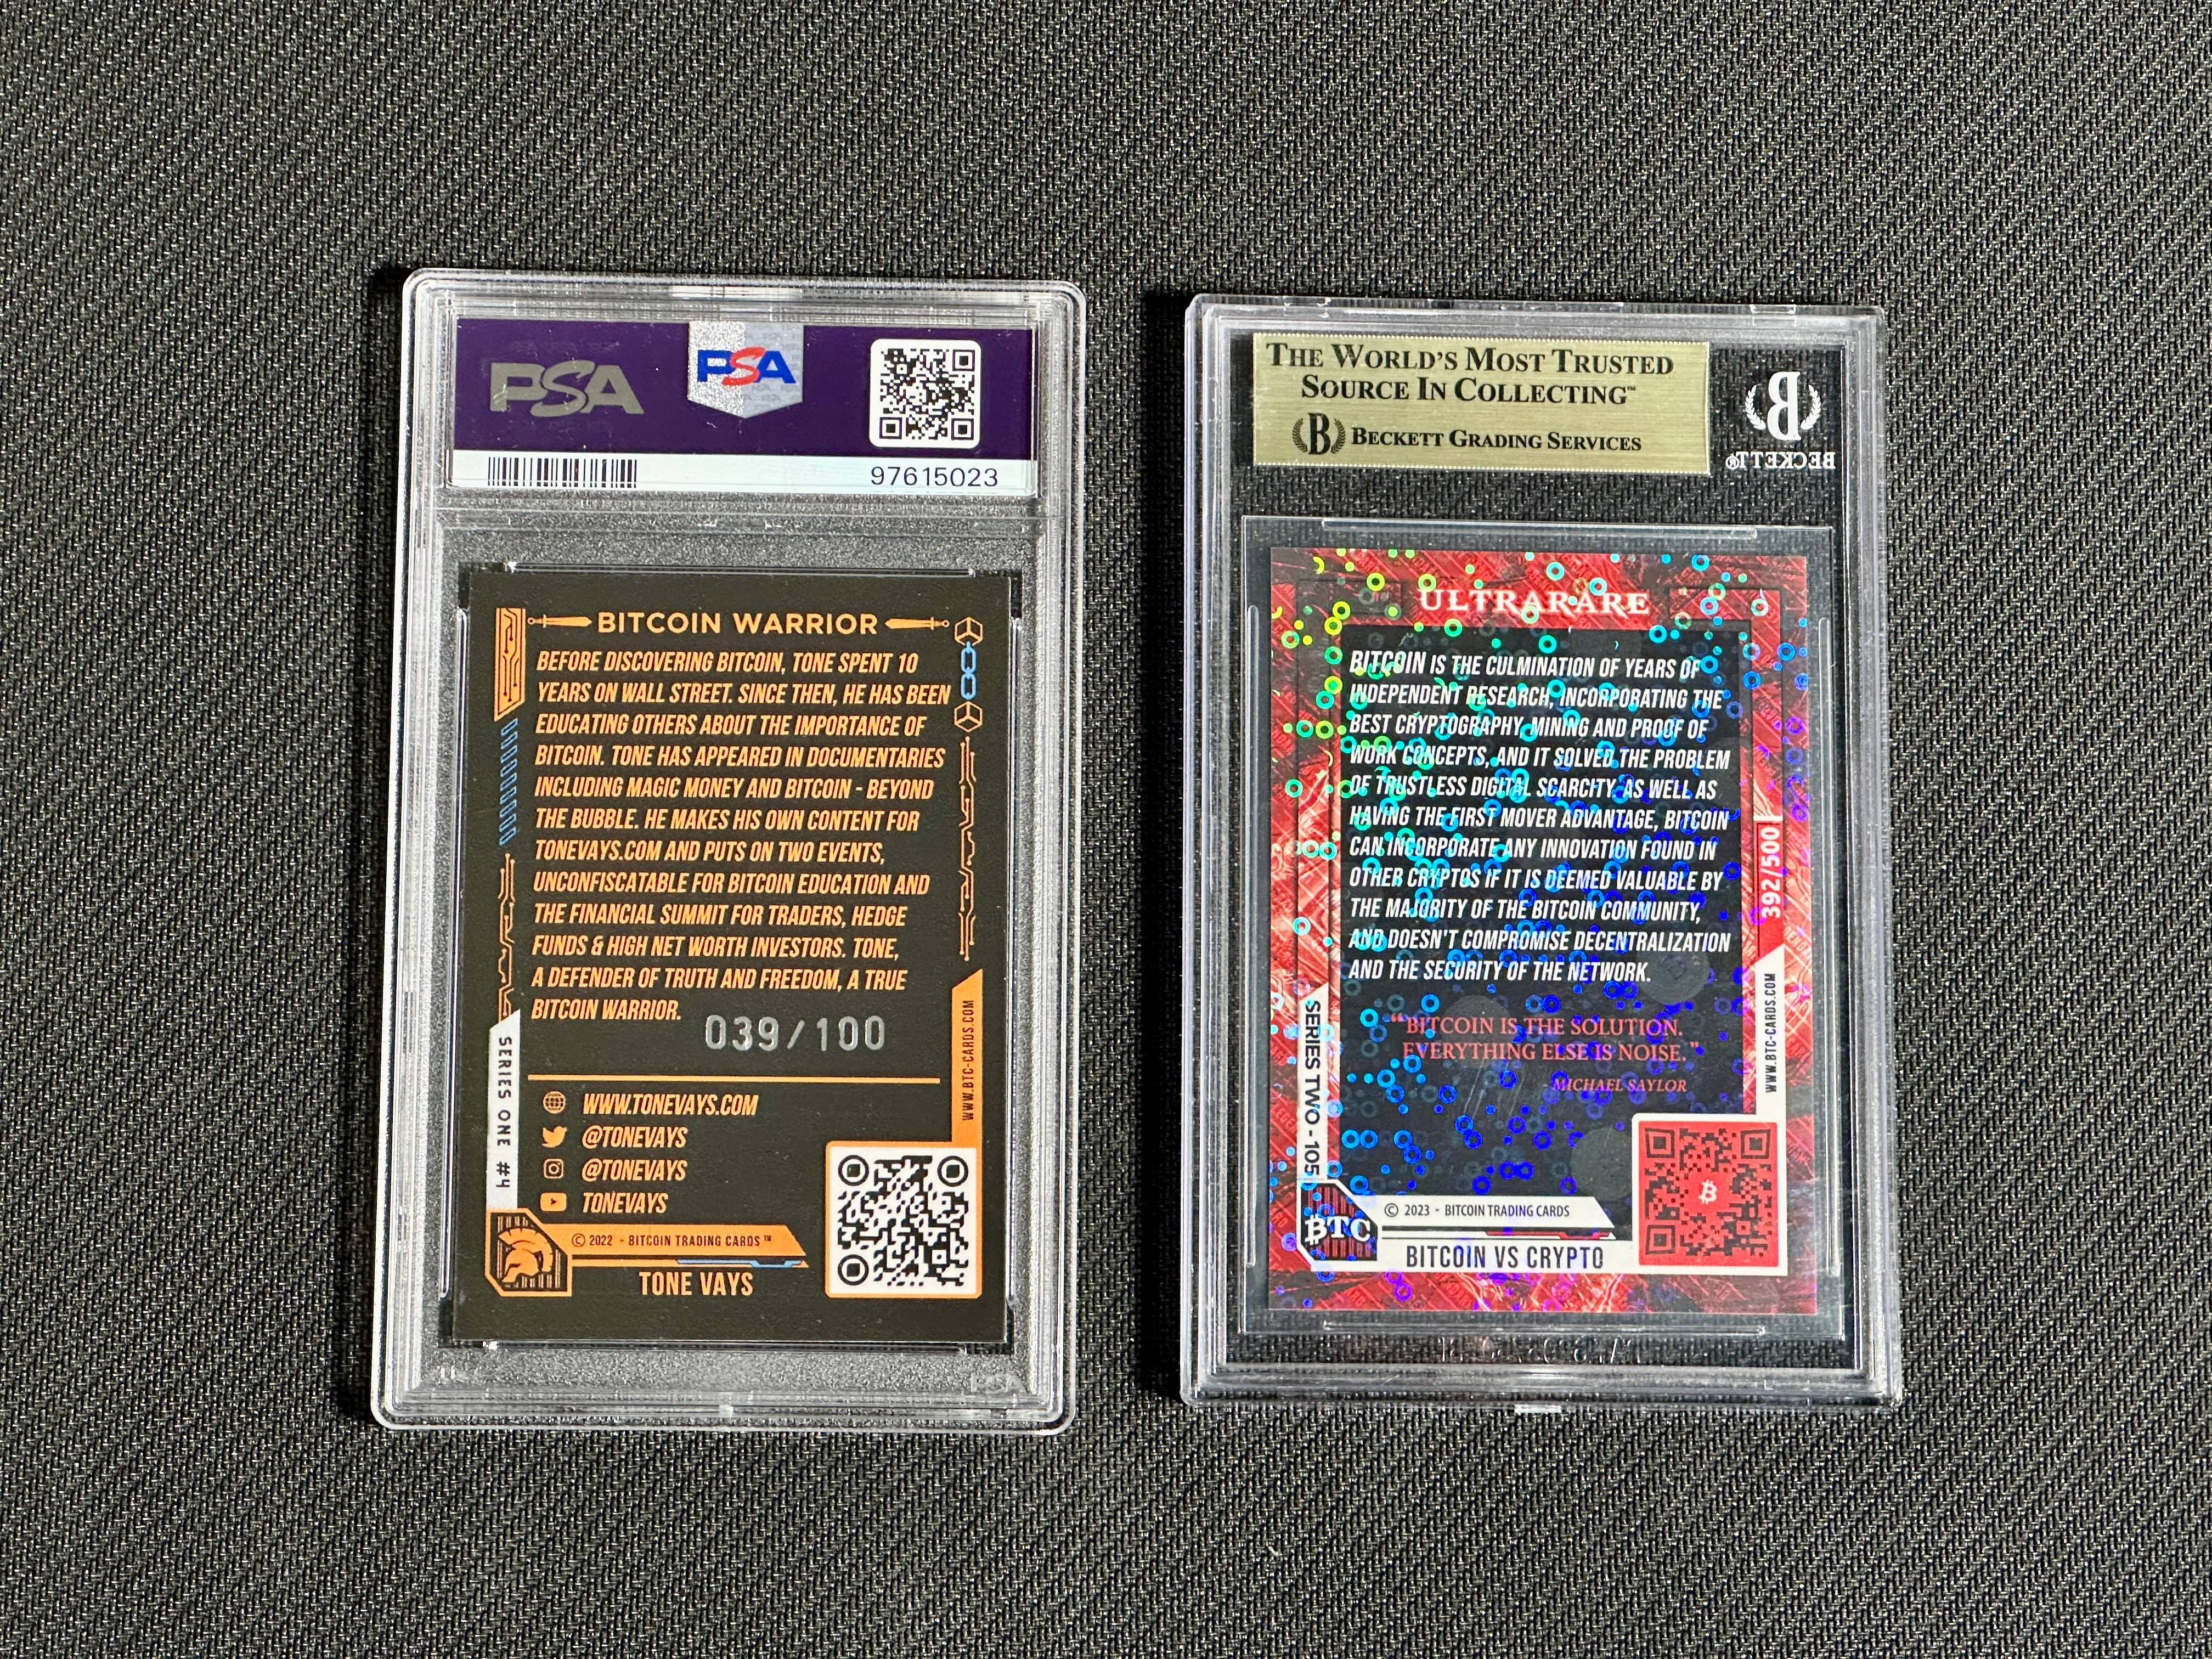 PSA
PSA
97615023
BITCOIN WARRIOR
BEFORE DISCOVERING BITCOIN, TONE SPENT 10
YEARS ON WALL STREET. SINCE THEN, HE HAS BEEN
EDUCATING OTHERS ABOUT THE IMPORTANCE OF
BITCOIN. TONE HAS APPEARED IN DOCUMENTARIES
INCLUDING MAGIC MONEY AND BITCOIN - BEYOND
THE BUBBLE. HE MAKES HIS OWN CONTENT FOR
TONEVAYS.COM AND PUTS ON TWO EVENTS,
UNCONFISCATABLE FOR BITCOIN EDUCATION AND
THE FINANCIAL SUMMIT FOR TRADERS, HEDGE
FUNDS & HIGH NET WORTH INVESTORS. TONE,
A DEFENDER OF TRUTH AND FREEDOM, A TRUE
BITCOIN WARRIOR.
039/100
WWW.BTC-CARDS.COM
SERIES ONE #4
WWW.TONEVAYS.COM
@TONEVAYS
@TONEVAYS
TONEVAYS
© 2022 - BITCOIN TRADING CARDS™
TONE VAYS
THE WORLD'S MOST TRUSTED
SOURCE IN COLLECTING™
B BECKETT GRADING SERVICES
B
BECKETT®
ULTRARARE
BITCOIN IS THE CULMINATION OF YEARS OF
INDEPENDENT RESEARCH, INCORPORATING THE
BEST CRYPTOGRAPHY, MINING AND PROOF OF
WORK CONCEPTS, AND IT SOLVED THE PROBLEM
OF TRUSTLESS DIGITAL SCARCITY. AS WELL AS
HAVING THE FIRST MOVER ADVANTAGE, BITCOIN
CAN INCORPORATE ANY INNOVATION FOUND IN
OTHER CRYPTOS IF IT IS DEEMED VALUABLE BY
THE MAJORITY OF THE BITCOIN COMMUNITY,
AND DOESN'T COMPROMISE DECENTRALIZATION
AND THE SECURITY OF THE NETWORK.
392/500
WWW.BTC-CARDS.COM
"BITCOIN IS THE SOLUTION.
EVERYTHING ELSE IS NOISE."
- MICHAEL SAYLOR
SERIES TWO - 105
₿TC
© 2023 - BITCOIN TRADING CARDS
BITCOIN VS CRYPTO